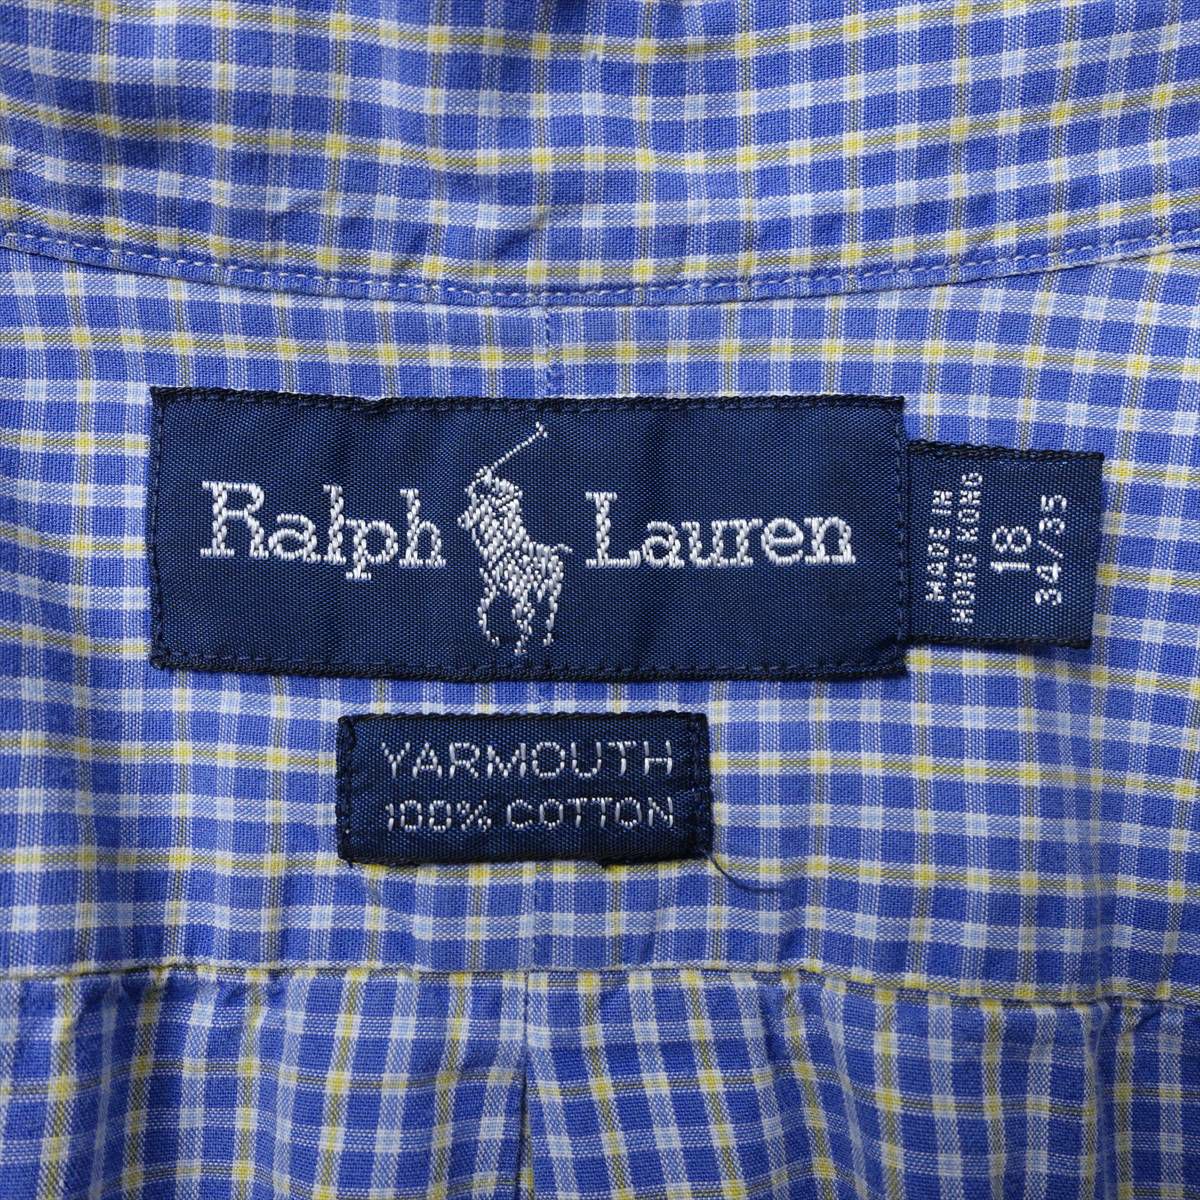 Ralph Lauren
MADE IN
HONG KONG
18
34/35
YARMOUTH
100% COTTON